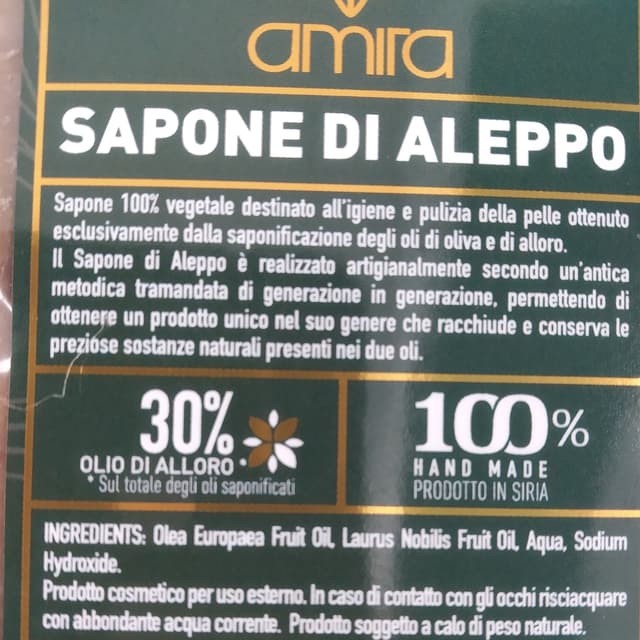 amira
SAPONE DI ALEPPO
Sapone 100% vegetale destinato all'igiene e pulizia della pelle ottenuto
esclusivamente dalla saponificazione degli oli di oliva e di alloro.
Il Sapone di Aleppo è realizzato artigianalmente secondo un'antica
metodica tramandata di generazione in generazione, permettendo di
ottenere un prodotto unico nel suo genere che racchiude e conserva le
preziose sostanze naturali presenti nei due oli.
30%
OLIO DI ALLORO *
* Sul totale degli oli saponificati
100%
HAND MADE
PRODOTTO IN SIRIA
INGREDIENTS: Olea Europaea Fruit Oil, Laurus Nobilis Fruit Oil, Aqua, Sodium
Hydroxide.
Prodotto cosmetico per uso esterno. In caso di contatto con gli occhi risciacquare
con abbondante acqua corrente. Prodotto soggetto a calo di peso naturale.